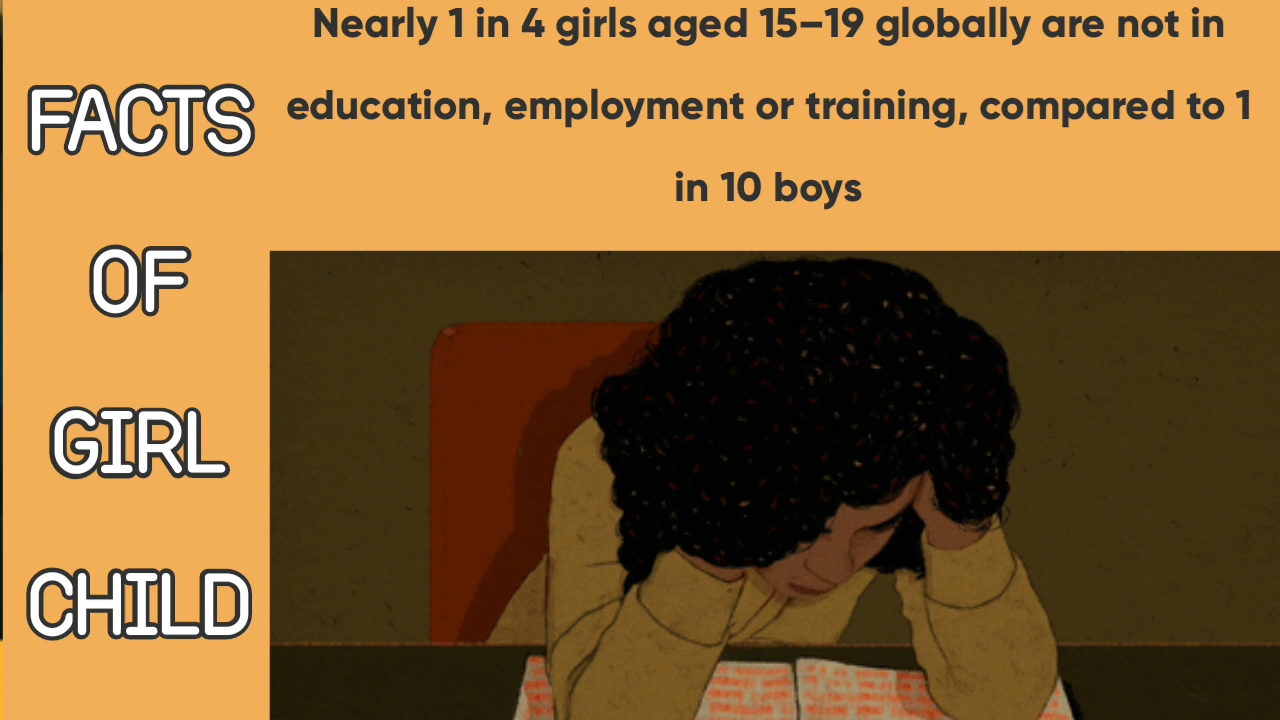 Nearly 1 in 4 girls aged 15–19 globally are not in
education, employment or training, compared to 1
in 10 boys
FACTS
OF
GIRL
CHILD